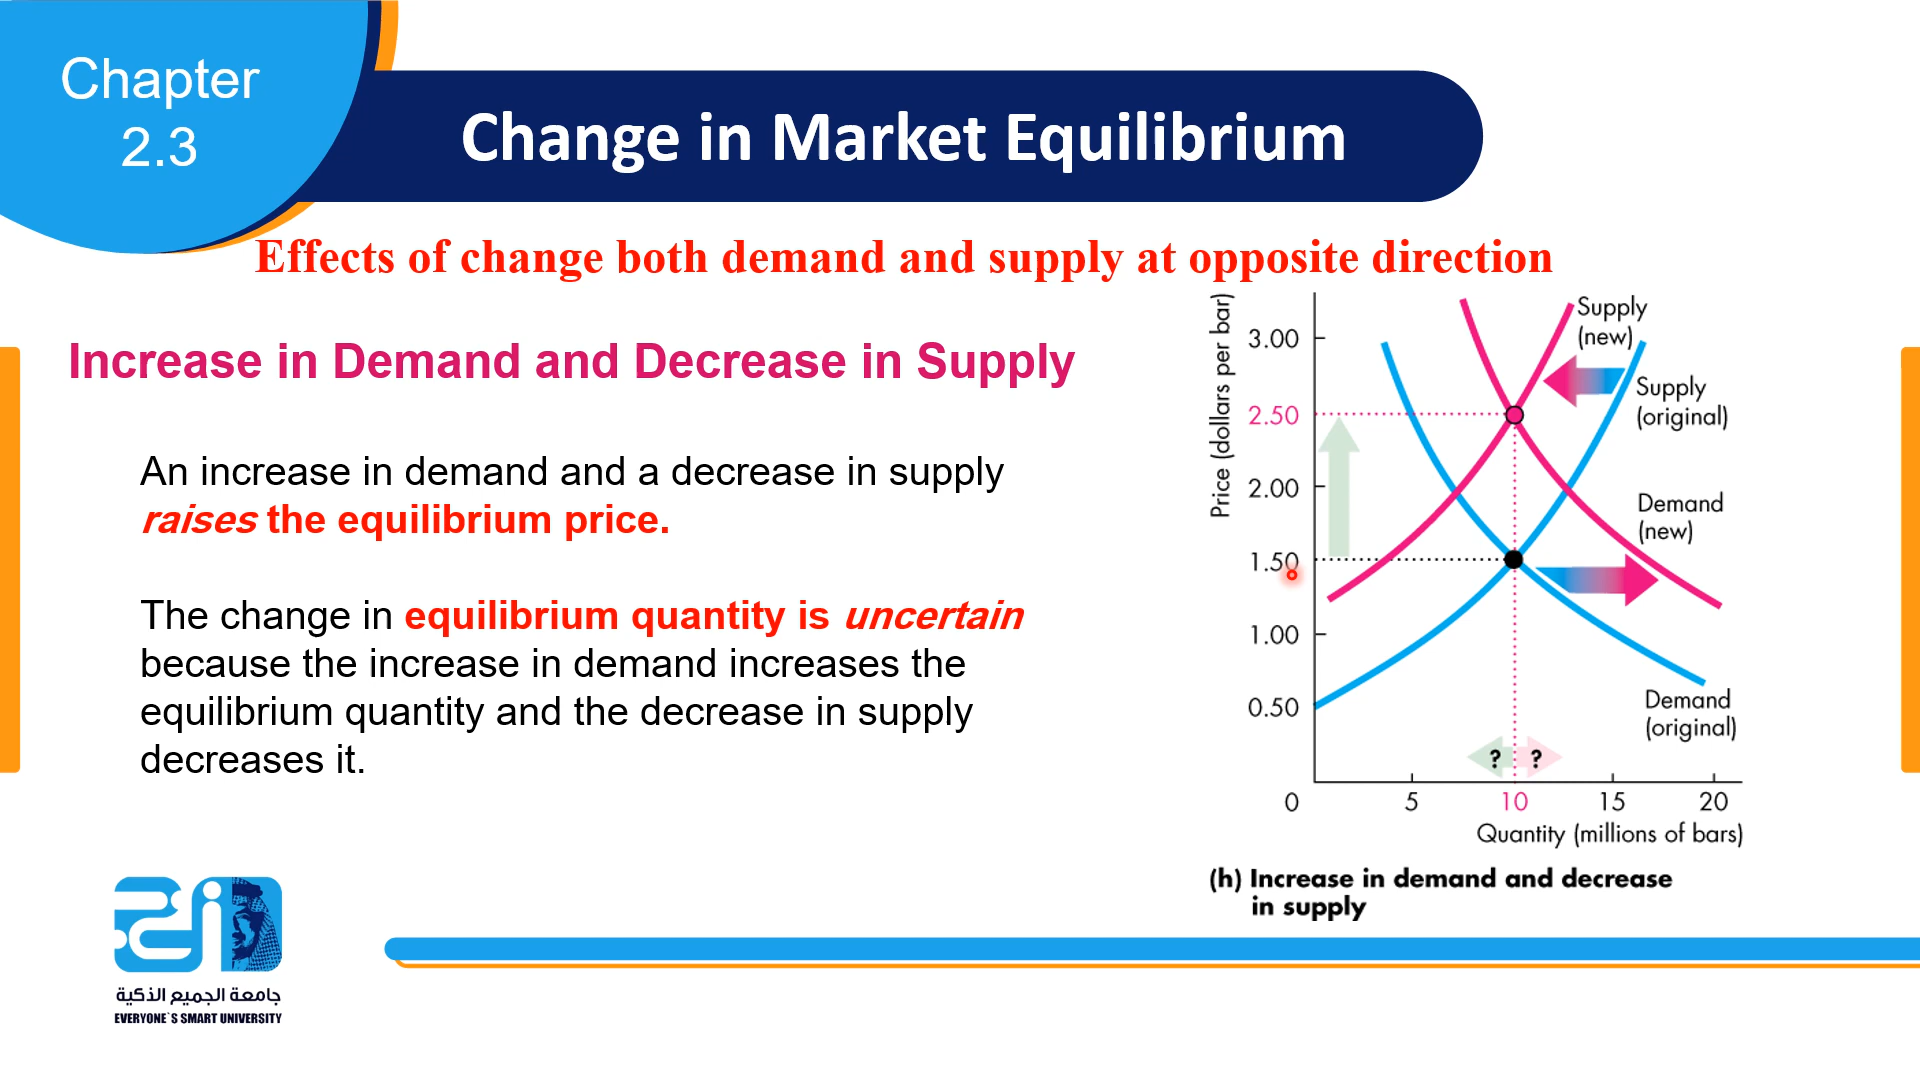 Chapter
2.3
Change in Market Equilibrium
Effects of change both demand and supply at opposite direction
Increase in Demand and Decrease in Supply
An increase in demand and a decrease in supply
raises the equilibrium price.
The change in equilibrium quantity is uncertain
because the increase in demand increases the
equilibrium quantity and the decrease in supply
decreases it.
Price (dollars per bar)
3.00
2.50
2.00
1.50
1.00
0.50
0
5
10
15
20
Quantity (millions of bars)
Supply
(new)
Supply
(original)
Demand
(new)
Demand
(original)
? ?
(h) Increase in demand and decrease
in supply
جامعة الجميع الذكية
EVERYONE`S SMART UNIVERSITY